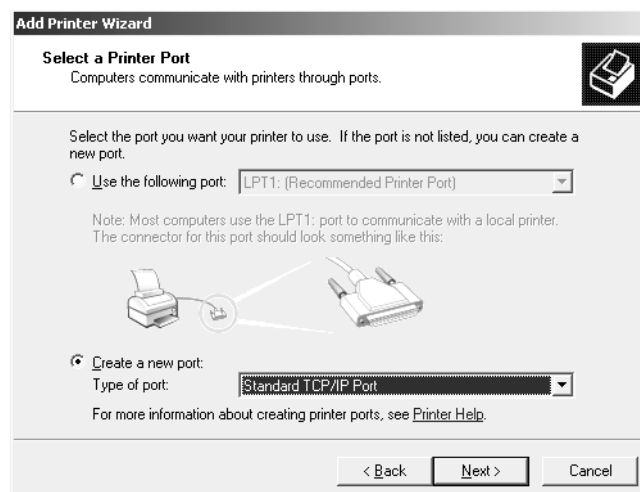 Add Printer Wizard
Select a Printer Port
Computers communicate with printers through ports.
Select the port you want your printer to use. If the port is not listed, you can create a
new port.
Use the following port: LPT1: (Recommended Printer Port)
Note: Most computers use the LPT1: port to communicate with a local printer.
The connector for this port should look something like this:
Create a new port:
Type of port: Standard TCP/IP Port
For more information about creating printer ports, see Printer Help.
< Back Next > Cancel